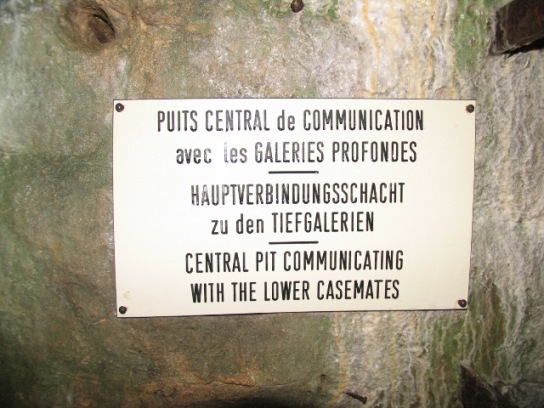 PUITS CENTRAL de COMMUNICATION
avec les GALERIES PROFONDES
HAUPTVERBINDUNGSSCHACHT
zu den TIEFGALERIEN
CENTRAL PIT COMMUNICATING
WITH THE LOWER CASEMATES